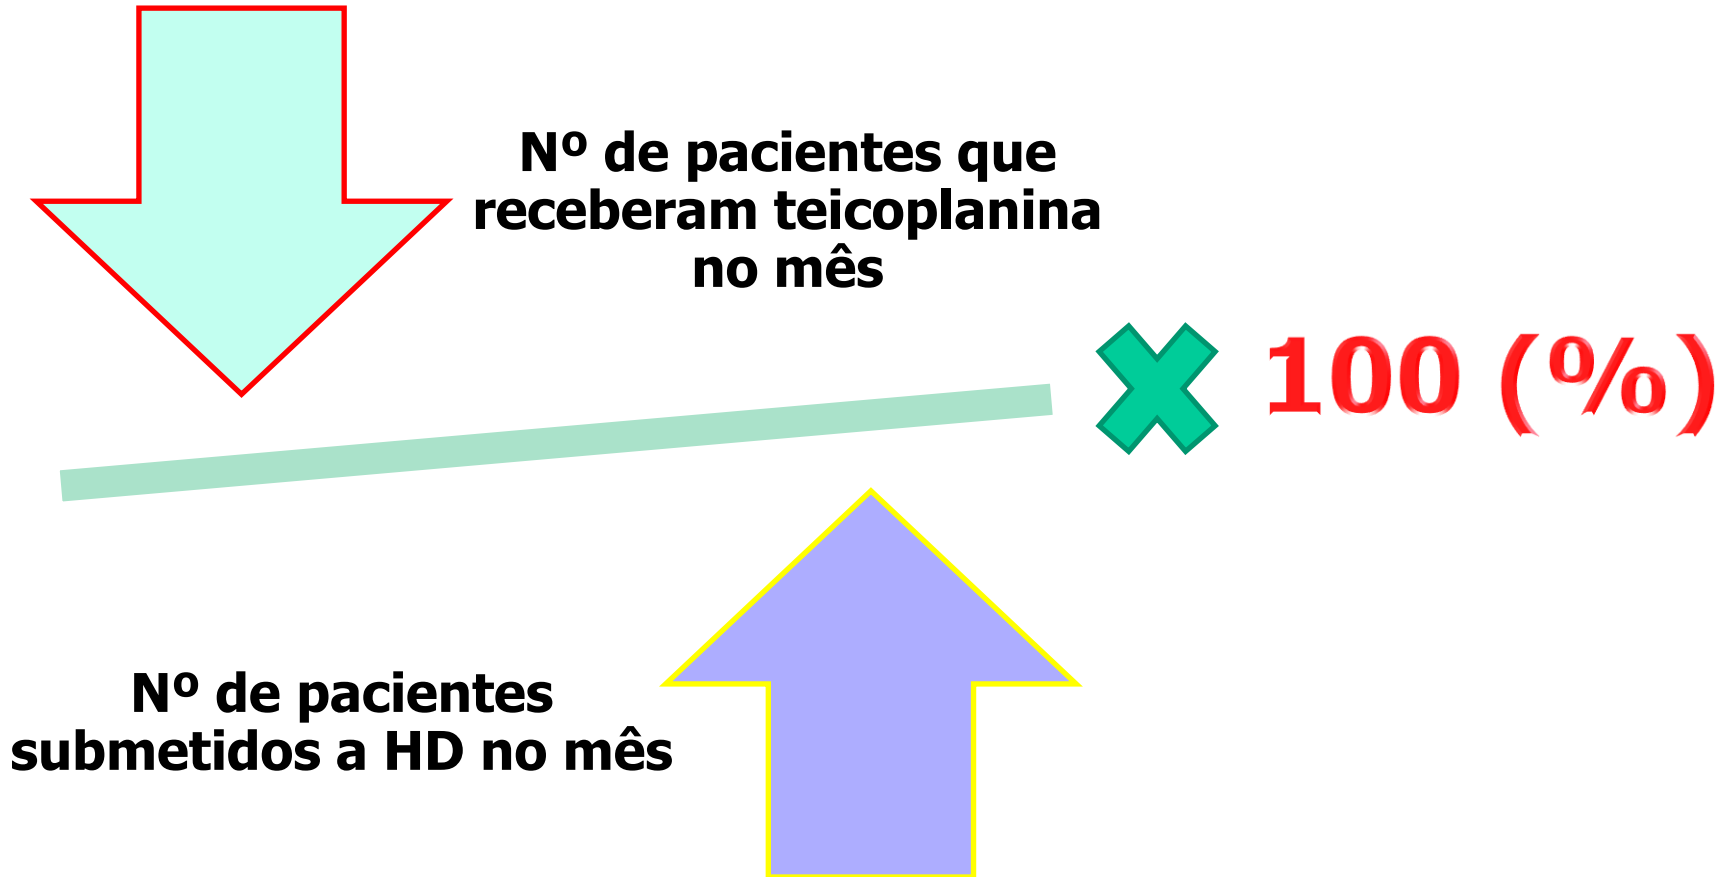 Nº de pacientes que
receberam teicoplanina
no mês
100 (%)
Nº de pacientes
submetidos a HD no mês